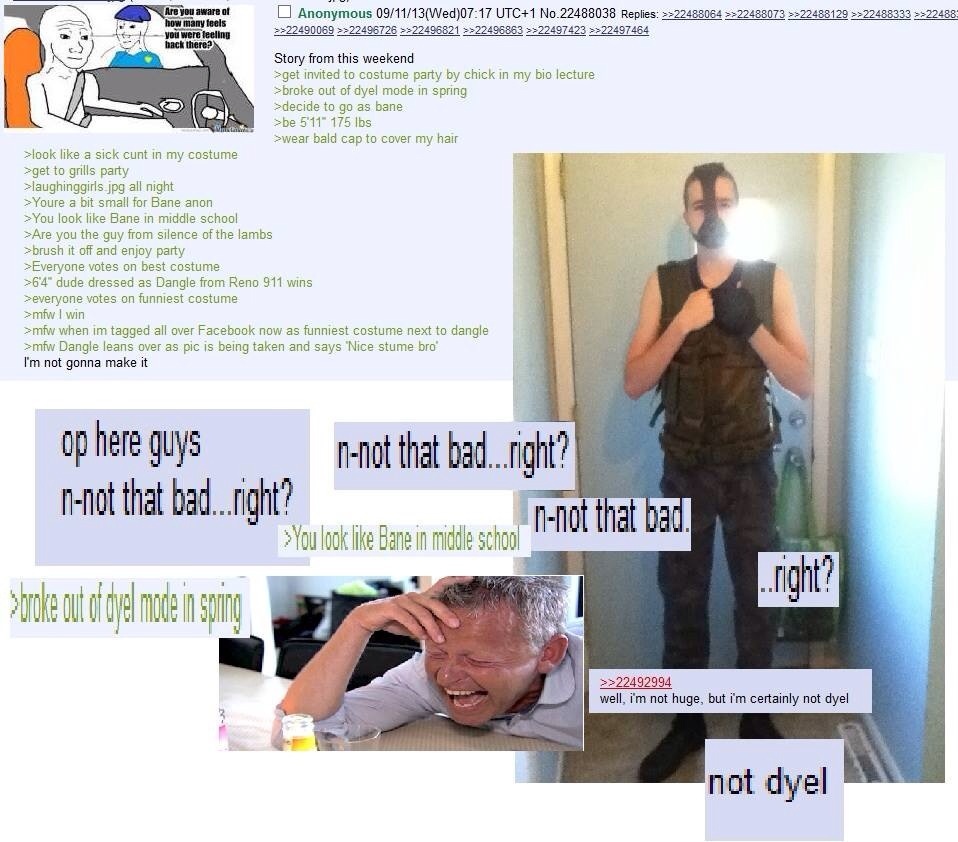 Are you aware of
how many feels
you were feeling
back there?
Anonymous 09/11/13(Wed)07:17 UTC+1 No.22488038 Replies: >>22488064 >>22488073 >>22488129 >>22488333 >>22488
>>22490069 >>22496726 >>22496821 >>22496863 >>22497423 >>22497464
Story from this weekend
>get invited to costume party by chick in my bio lecture
>broke out of dyel mode in spring
>decide to go as bane
>be 5'11" 175 lbs
>wear bald cap to cover my hair
>look like a sick cunt in my costume
>get to grills party
>laughinggirls.jpg all night
>Youre a bit small for Bane anon
>You look like Bane in middle school
>Are you the guy from silence of the lambs
>brush it off and enjoy party
>Everyone votes on best costume
>6'4" dude dressed as Dangle from Reno 911 wins
>everyone votes on funniest costume
>mfw I win
>mfw when im tagged all over Facebook now as funniest costume next to dangle
>mfw Dangle leans over as pic is being taken and says 'Nice stume bro'
I'm not gonna make it
op here guys
n-not that bad...right?
n-not that bad...right?
>You look like Bane in middle school
n-not that bad.
..right?
>broke out of dyel mode in spring
>>22492994
well, i'm not huge, but i'm certainly not dyel
not dyel